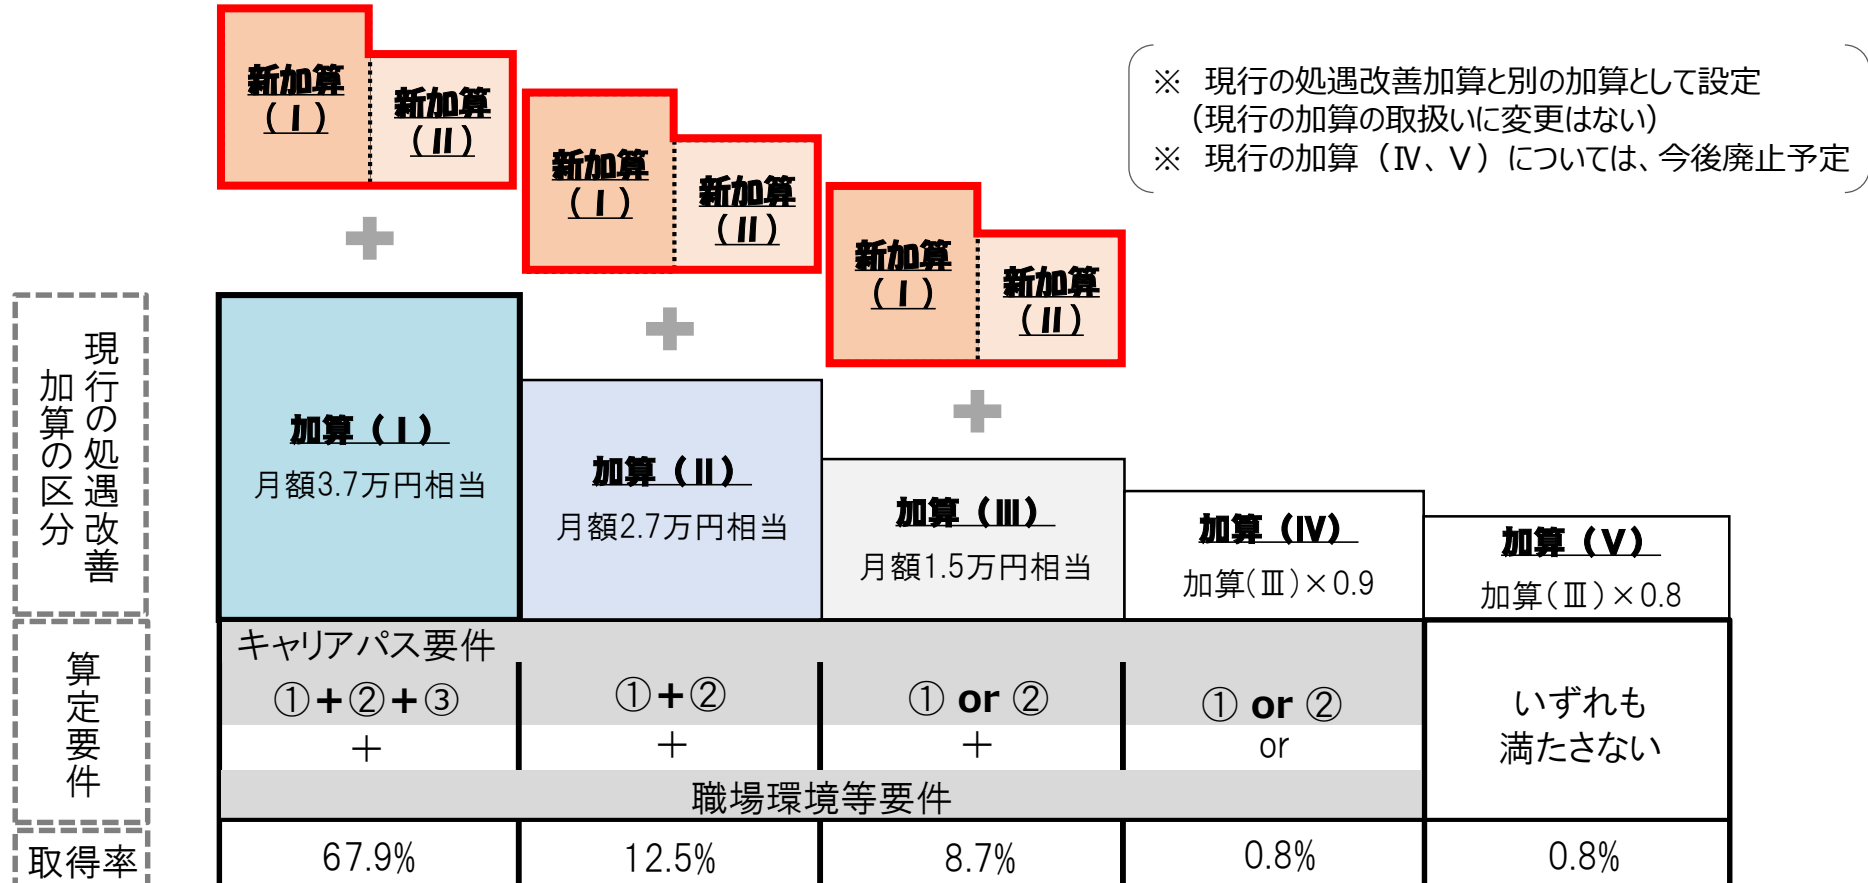 新加算
(Ⅰ)
新加算
(Ⅱ)
新加算
(Ⅰ)
新加算
(Ⅱ)
新加算
(Ⅰ)
新加算
(Ⅱ)
※ 現行の処遇改善加算と別の加算として設定
(現行の加算の取扱いに変更はない)
※ 現行の加算(Ⅳ、Ⅴ)については、今後廃止予定
現行の処遇改善
加算の区分
加算(Ⅰ)
月額3.7万円相当
加算(Ⅱ)
月額2.7万円相当
加算(Ⅲ)
月額1.5万円相当
加算(Ⅳ)
加算(Ⅲ)×0.9
加算(Ⅴ)
加算(Ⅲ)×0.8
算定要件
キャリアパス要件
①+②+③
①+②
① or ②
① or ②
+
+
+
or
職場環境等要件
いずれも
満たさない
取得率
67.9%
12.5%
8.7%
0.8%
0.8%